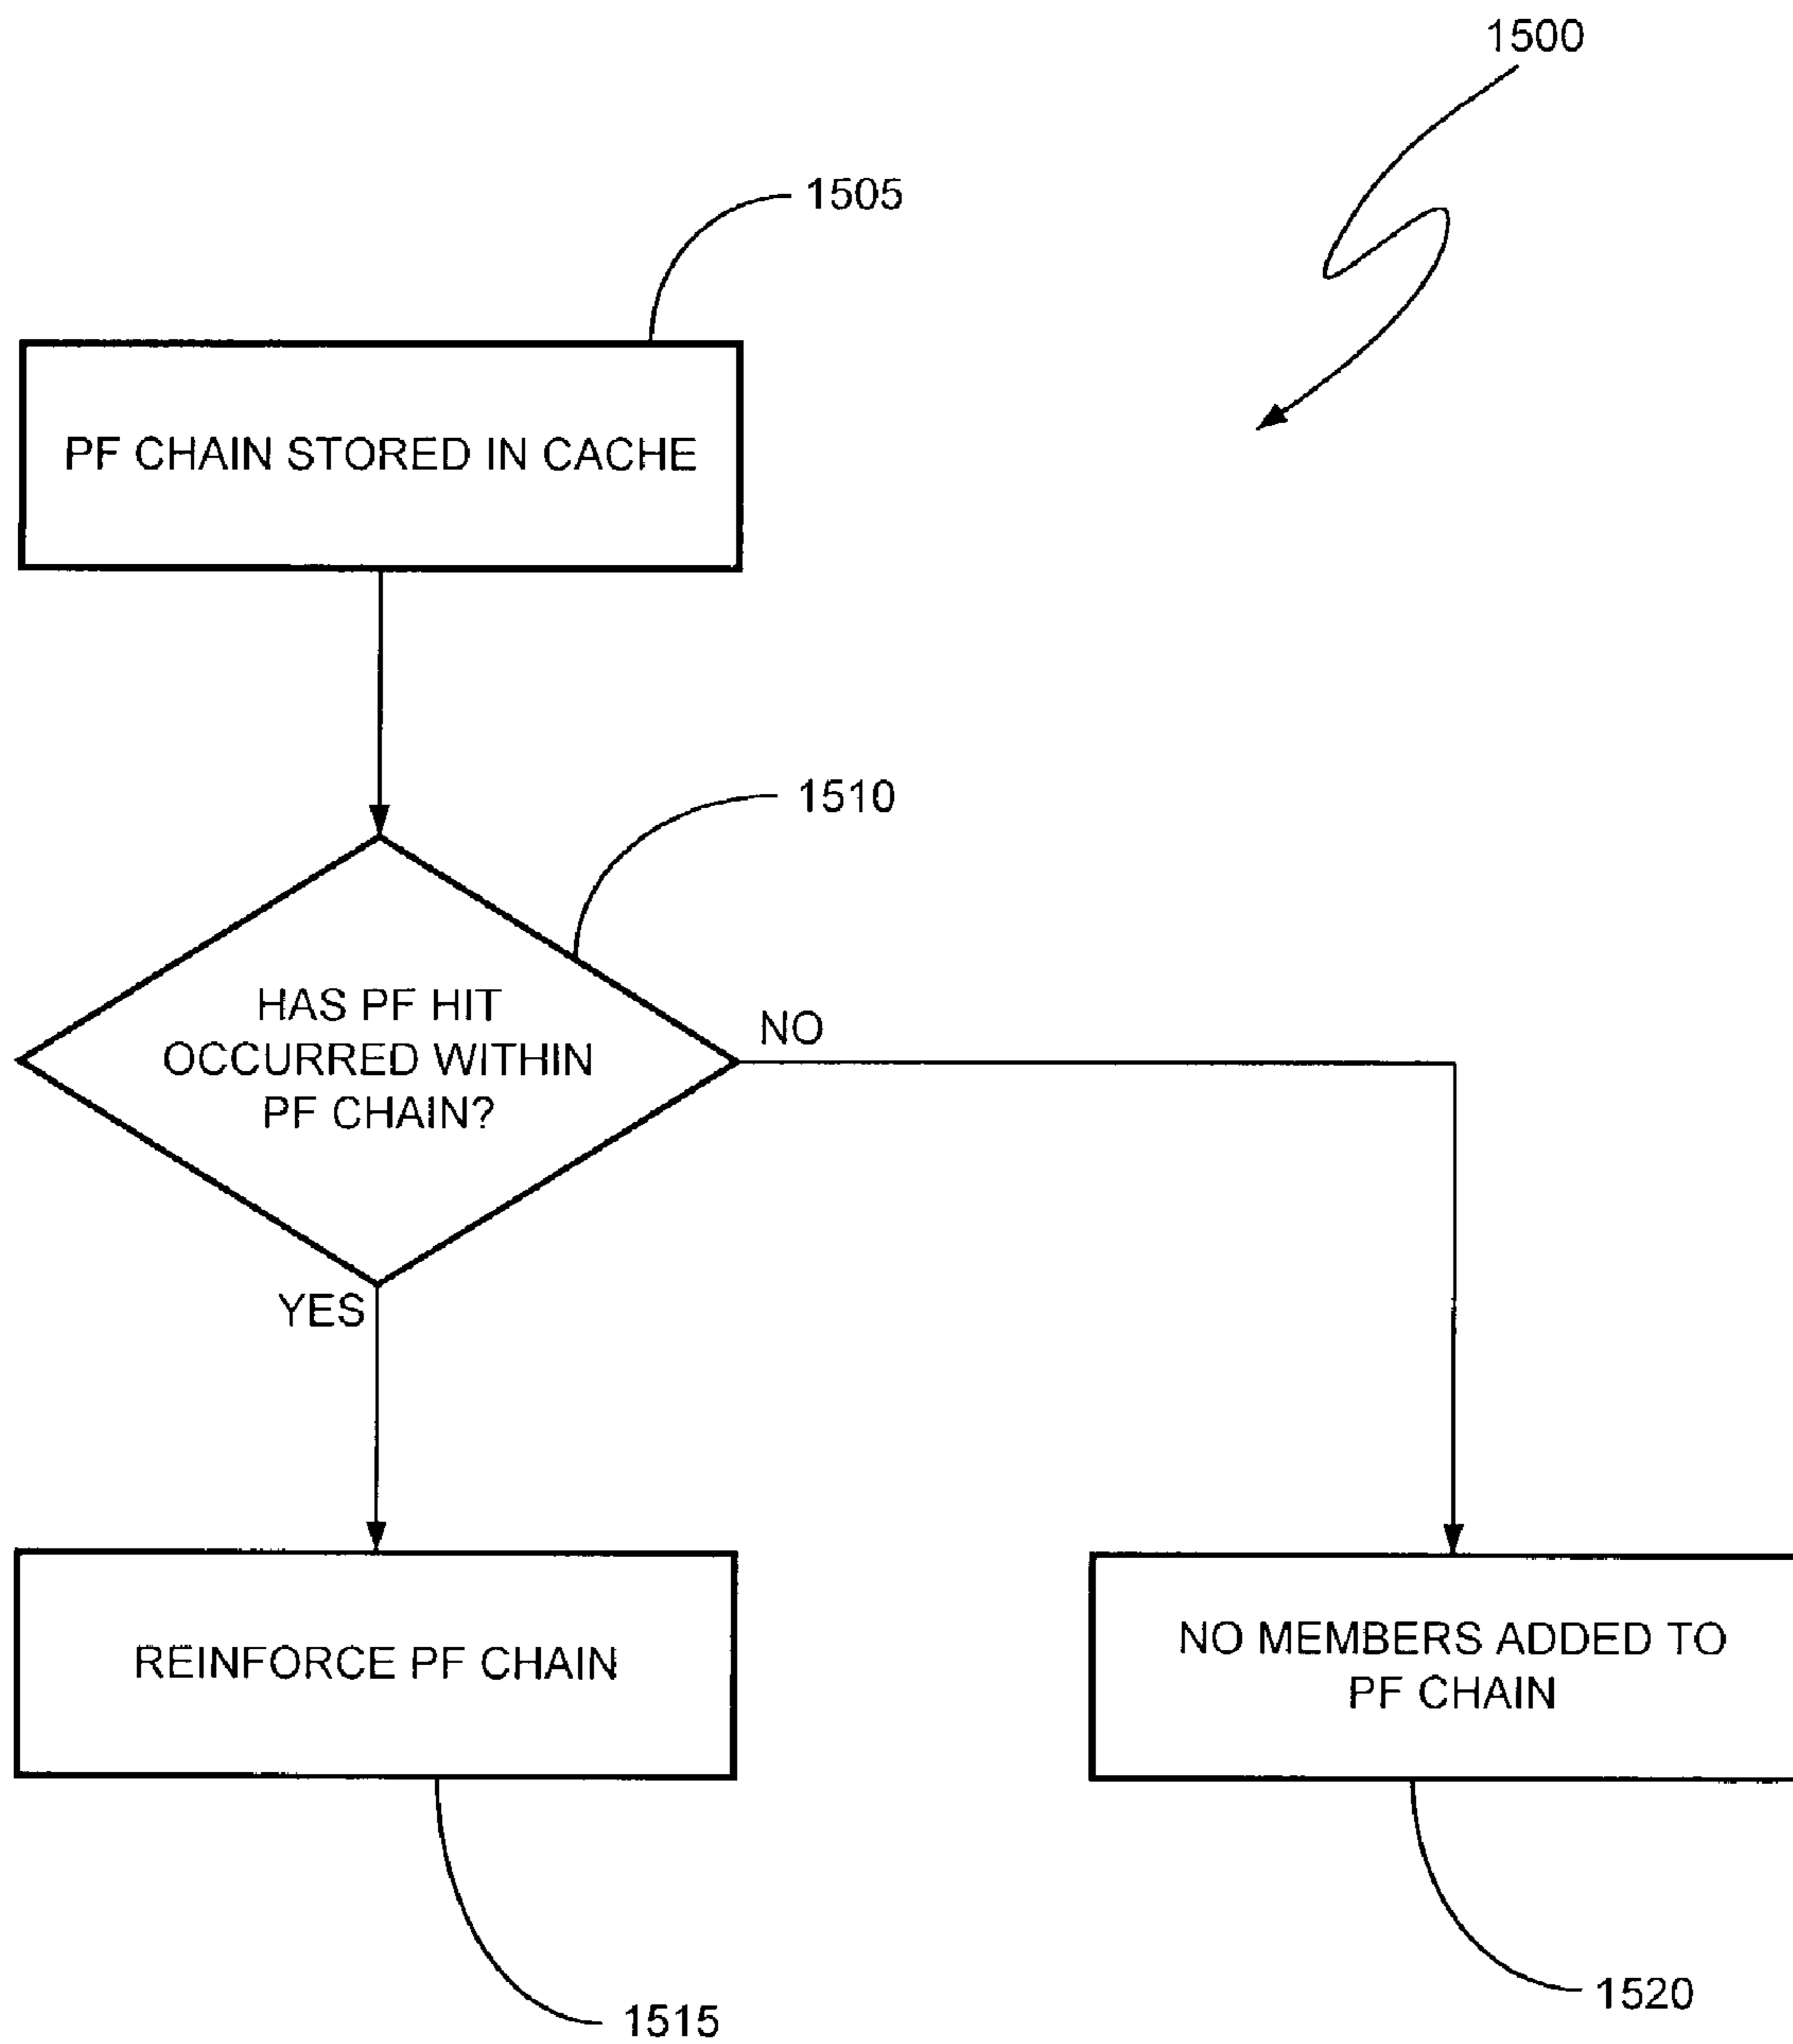 1500
1505
PF CHAIN STORED IN CACHE
1510
HAS PF HIT
OCCURRED WITHIN
PF CHAIN?
NO
YES
REINFORCE PF CHAIN
NO MEMBERS ADDED TO
PF CHAIN
1515
1520